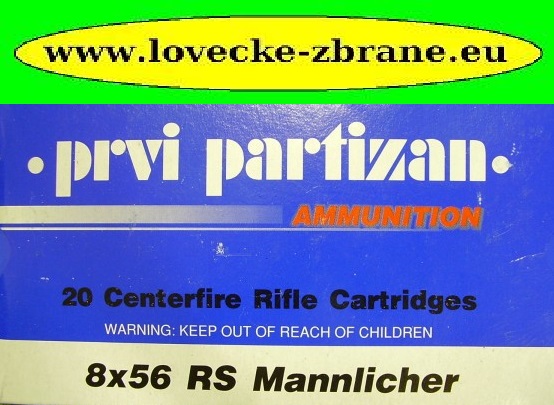 www.lovecke-zbrane.eu
• prvi partizan •
AMMUNITION
20 Centerfire Rifle Cartridges
WARNING: KEEP OUT OF REACH OF CHILDREN
8x56 RS Mannlicher